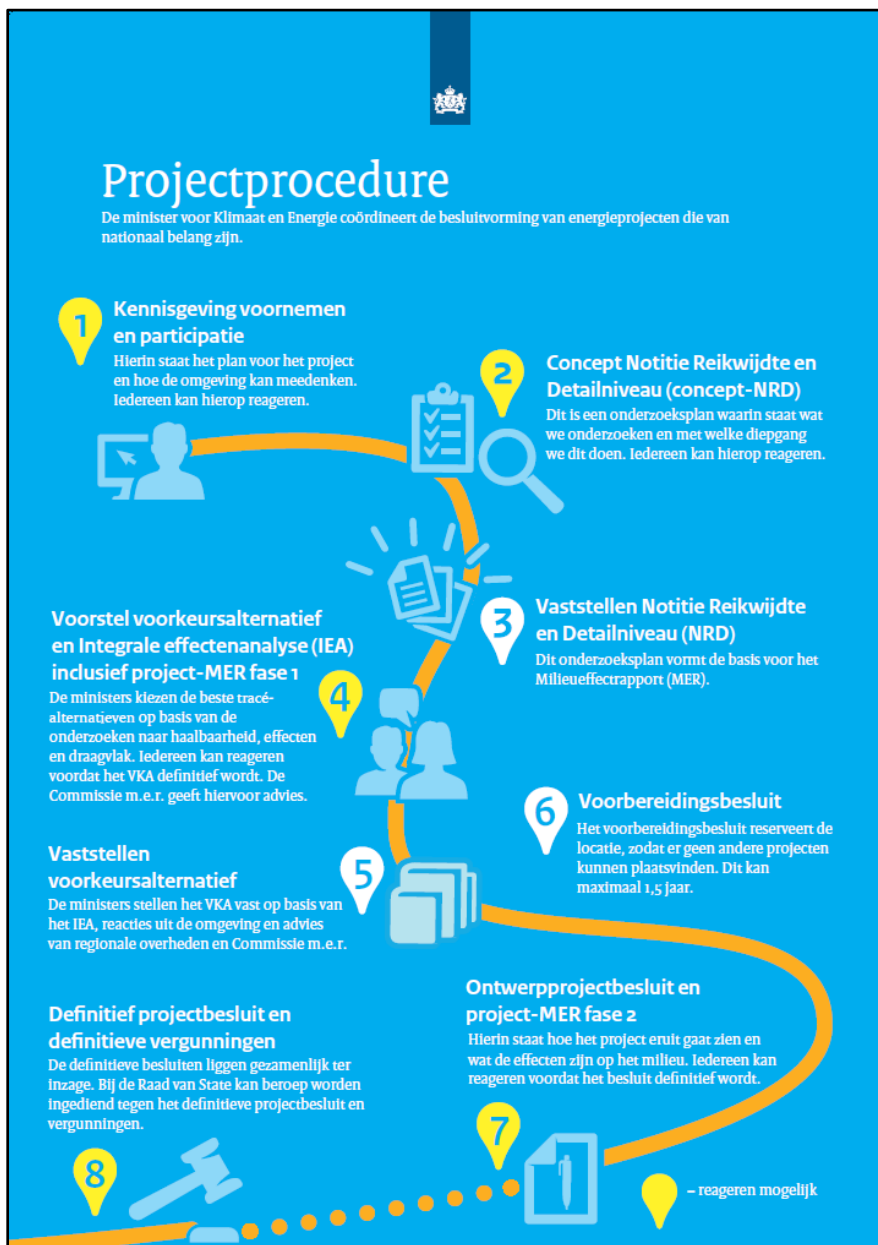 Projectprocedure
De minister voor Klimaat en Energie coördineert de besluitvorming van energieprojecten die van
nationaal belang zijn.
1
Kennisgeving voornemen
en participatie
Hierin staat het plan voor het project
en hoe de omgeving kan meedenken.
Iedereen kan hierop reageren.
2
Concept Notitie Reikwijdte en
Detailniveau (concept-NRD)
Dit is een onderzoeksplan waarin staat wat
we onderzoeken en met welke diepgang
we dit doen. Iedereen kan hierop reageren.
3
Vaststellen Notitie Reikwijdte
en Detailniveau (NRD)
Dit onderzoeksplan vormt de basis voor het
Milieueffectrapport (MER).
Voorstel voorkeursalternatief
en Integrale effectenanalyse (IEA)
inclusief project-MER fase 1
4
De ministers kiezen de beste tracé-
alternatieven op basis van de
onderzoeken naar haalbaarheid, effecten
en draagvlak. Iedereen kan reageren
voordat het VKA definitief wordt. De
Commissie m.e.r. geeft hiervoor advies.
Vaststellen
voorkeursalternatief
5
De ministers stellen het VKA vast op basis van
het IEA, reacties uit de omgeving en advies
van regionale overheden en Commissie m.e.r.
6
Voorbereidingsbesluit
Het voorbereidingsbesluit reserveert de
locatie, zodat er geen andere projecten
kunnen plaatsvinden. Dit kan
maximaal 1,5 jaar.
Ontwerpprojectbesluit en
project-MER fase 2
Hierin staat hoe het project eruit gaat zien en
wat de effecten zijn op het milieu. Iedereen kan
reageren voordat het besluit definitief wordt.
7
Definitief projectbesluit en
definitieve vergunningen
De definitieve besluiten liggen gezamenlijk ter
inzage. Bij de Raad van State kan beroep worden
ingediend tegen het definitieve projectbesluit en
vergunningen.
8
– reageren mogelijk